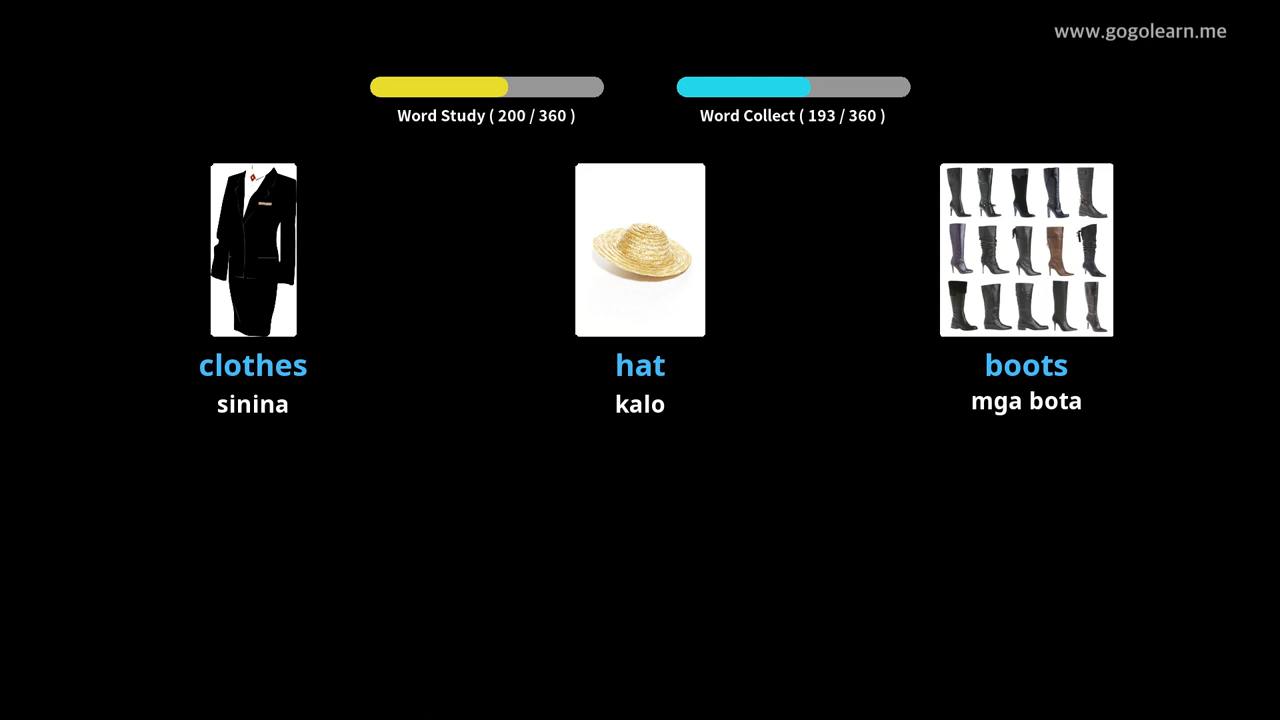 www.gogolearn.me
Word Study ( 200 / 360 )
Word Collect ( 193 / 360 )
clothes
sinina
hat
kalo
boots
mga bota